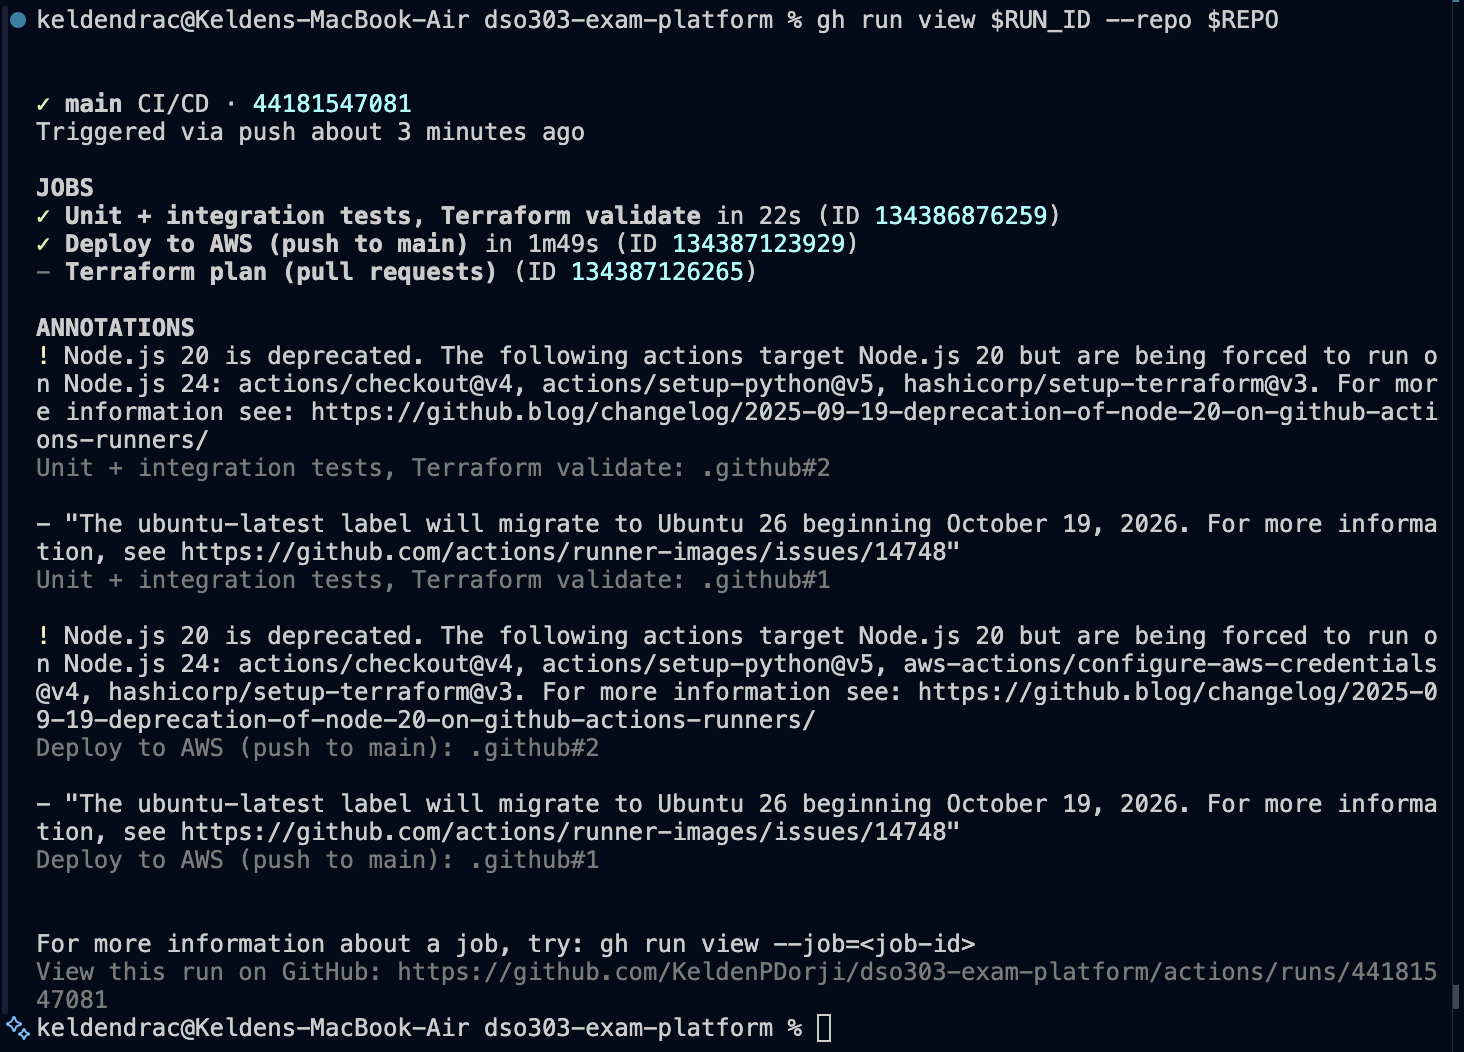 keldendrac@Keldens-MacBook-Air dso303-exam-platform % gh run view $RUN_ID --repo $REPO
✓ main CI/CD · 44181547081
Triggered via push about 3 minutes ago
JOBS
✓ Unit + integration tests, Terraform validate in 22s (ID 134386876259)
✓ Deploy to AWS (push to main) in 1m49s (ID 134387123929)
– Terraform plan (pull requests) (ID 134387126265)
ANNOTATIONS
! Node.js 20 is deprecated. The following actions target Node.js 20 but are being forced to run o
n Node.js 24: actions/checkout@v4, actions/setup-python@v5, hashicorp/setup-terraform@v3. For mor
e information see: https://github.blog/changelog/2025-09-19-deprecation-of-node-20-on-github-acti
ons-runners/
Unit + integration tests, Terraform validate: .github#2
– "The ubuntu-latest label will migrate to Ubuntu 26 beginning October 19, 2026. For more informa
tion, see https://github.com/actions/runner-images/issues/14748"
Unit + integration tests, Terraform validate: .github#1
! Node.js 20 is deprecated. The following actions target Node.js 20 but are being forced to run o
n Node.js 24: actions/checkout@v4, actions/setup-python@v5, aws-actions/configure-aws-credentials
@v4, hashicorp/setup-terraform@v3. For more information see: https://github.blog/changelog/2025-0
9-19-deprecation-of-node-20-on-github-actions-runners/
Deploy to AWS (push to main): .github#2
– "The ubuntu-latest label will migrate to Ubuntu 26 beginning October 19, 2026. For more informa
tion, see https://github.com/actions/runner-images/issues/14748"
Deploy to AWS (push to main): .github#1
For more information about a job, try: gh run view --job=<job-id>
View this run on GitHub: https://github.com/KeldenPDorji/dso303-exam-platform/actions/runs/441815
47081
keldendrac@Keldens-MacBook-Air dso303-exam-platform %